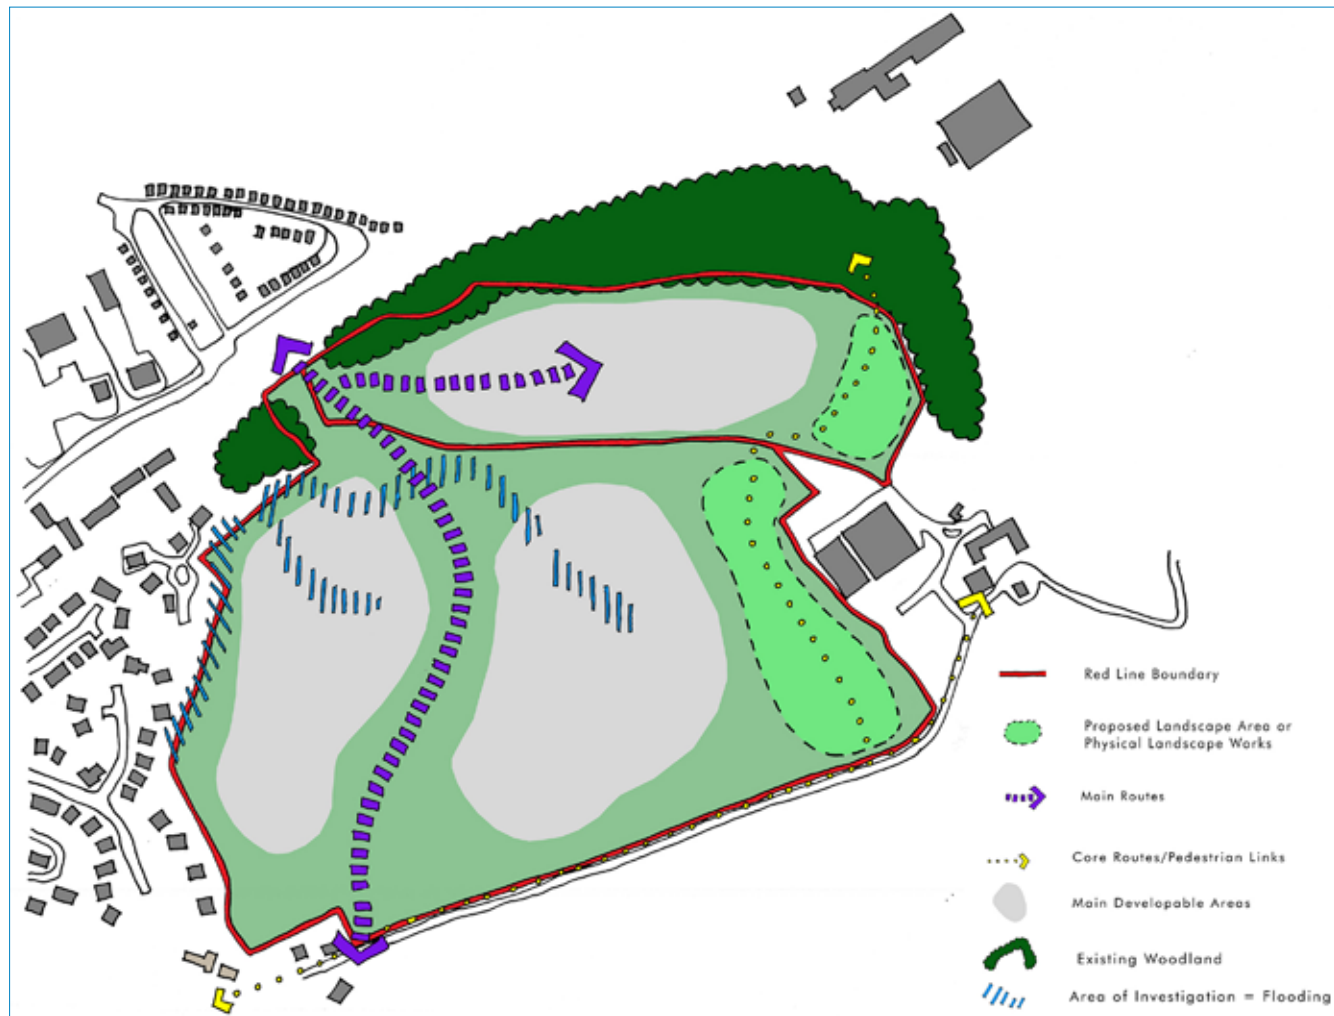 Red Line Boundary
Proposed Landscape Area or
Physical Landscape Works
Main Routes
Core Routes/Pedestrian Links
Main Developable Areas
Existing Woodland
Area of Investigation = Flooding